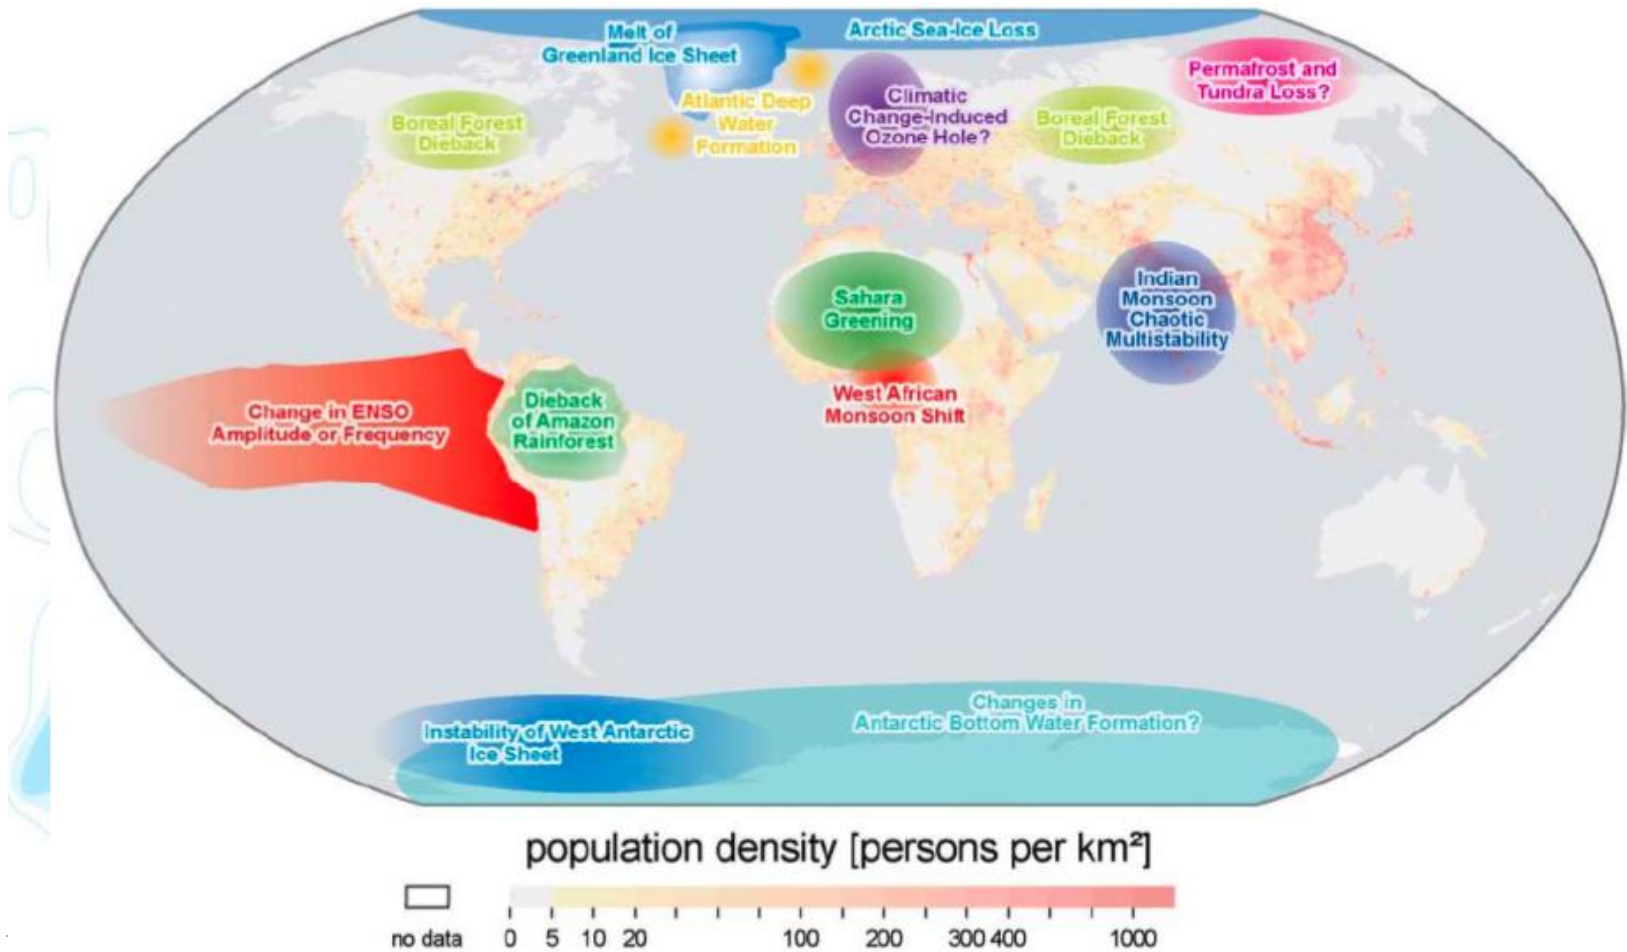 Melt of
Greenland Ice Sheet
Arctic Sea-Ice Loss
Permafrost and
Tundra Loss?
Atlantic Deep
Water
Formation
Climatic
Change-Induced
Ozone Hole?
Boreal Forest
Dieback
Boreal Forest
Dieback
Sahara
Greening
Indian
Monsoon
Chaotic
Multistability
West African
Monsoon Shift
Change in ENSO
Amplitude or Frequency
Dieback
of Amazon
Rainforest
Instability of West Antarctic
Ice Sheet
Changes in
Antarctic Bottom Water Formation?
population density [persons per km²]
no data 0 5 10 20 100 200 300 400 1000